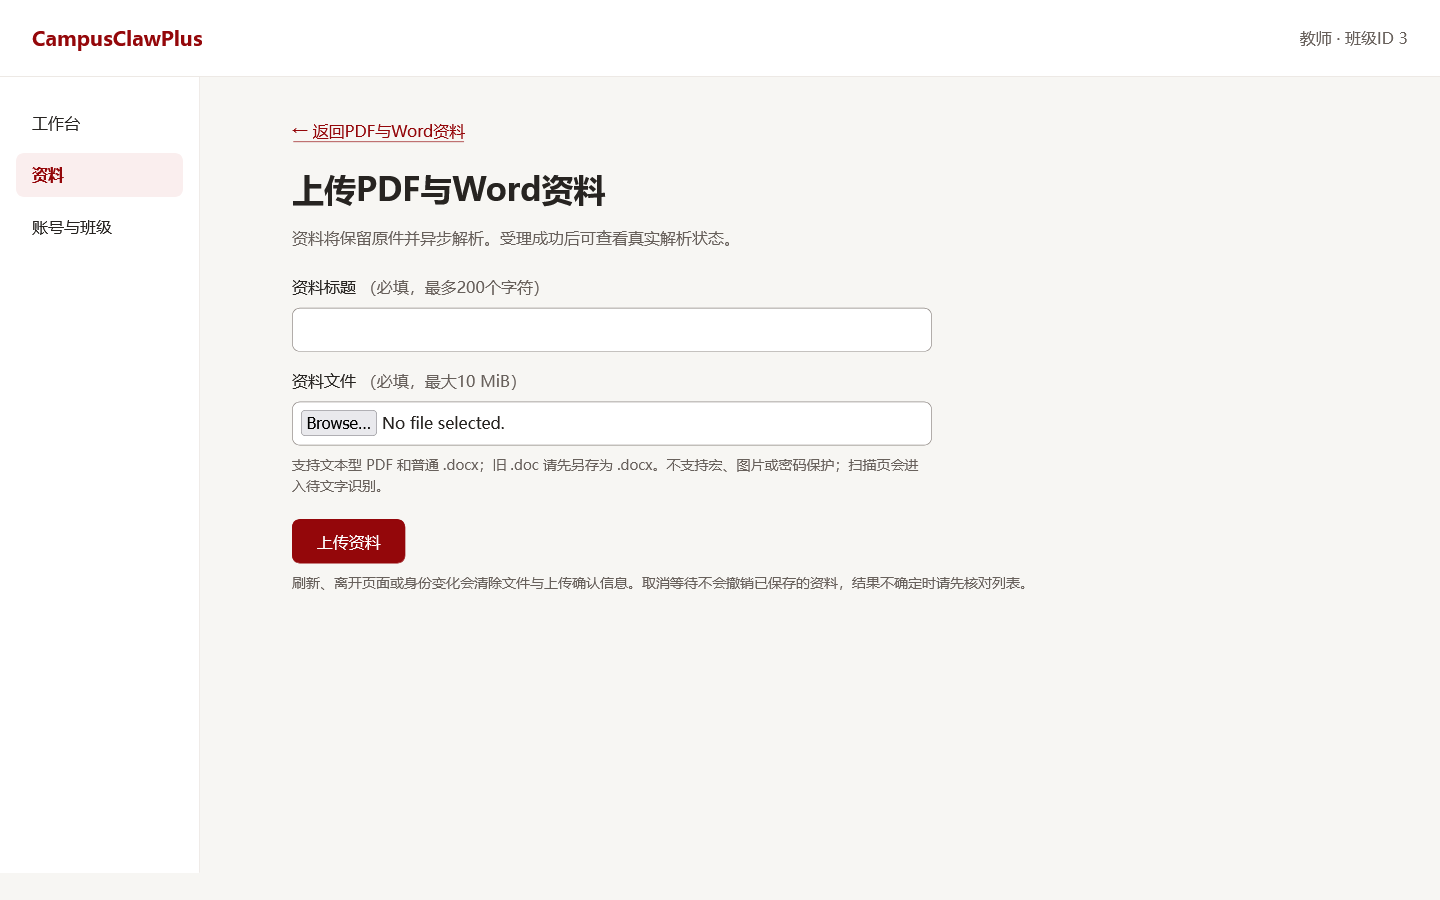 CampusClawPlus
教师 · 班级ID 3
工作台
资料
账号与班级
← 返回PDF与Word资料
上传PDF与Word资料
资料将保留原件并异步解析。受理成功后可查看真实解析状态。
资料标题 （必填，最多200个字符）
资料文件 （必填，最大10 MiB）
Browse... No file selected.
支持文本型 PDF 和普通 .docx；旧 .doc 请先另存为 .docx。不支持宏、图片或密码保护；扫描页会进
入待文字识别。
上传资料
刷新、离开页面或身份变化会清除文件与上传确认信息。取消等待不会撤销已保存的资料，结果不确定时请先核对列表。